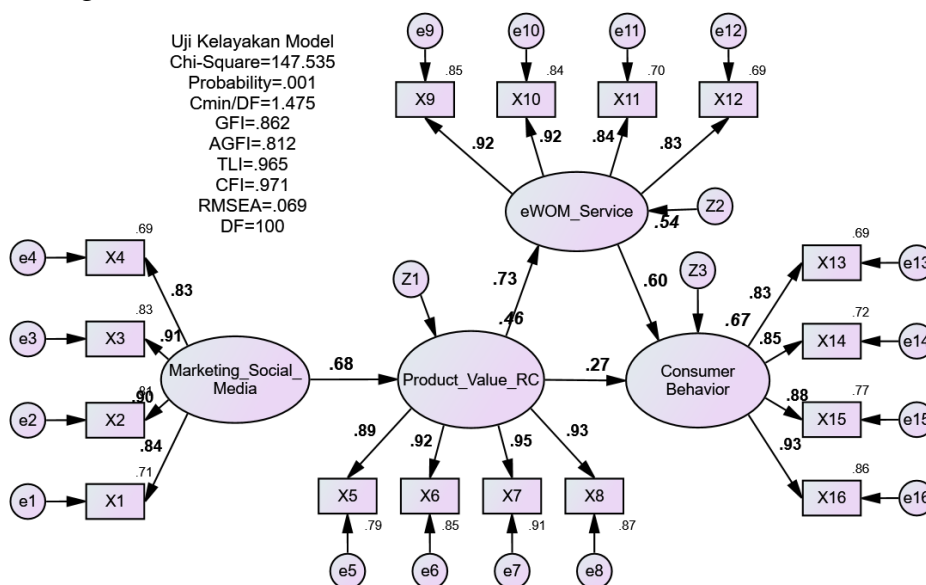 Uji Kelayakan Model
Chi-Square=147.535
Probability=.001
Cmin/DF=1.475
GFI=.862
AGFI=.812
TLI=.965
CFI=.971
RMSEA=.069
DF=100
e9
e10
e11
e12
.85
X9
.84
X10
.70
X11
.69
X12
.92
.92
.84
.83
eWOM_Service
.54
Z2
e4
.69
X4
.83
e3
.83
X3
.91
e2
.81
X2
.90
e1
.71
X1
.84
Marketing_Social_
Media
.68
Z1
.46
Product_Value_RC
.73
.60
.27
Z3
.67
Consumer
Behavior
.89
.92
.95
.93
X5
.79
X6
.85
X7
.91
X8
.87
e5
e6
e7
e8
.83
.69
X13
e13
.85
.72
X14
e14
.88
.77
X15
e15
.93
.86
X16
e16